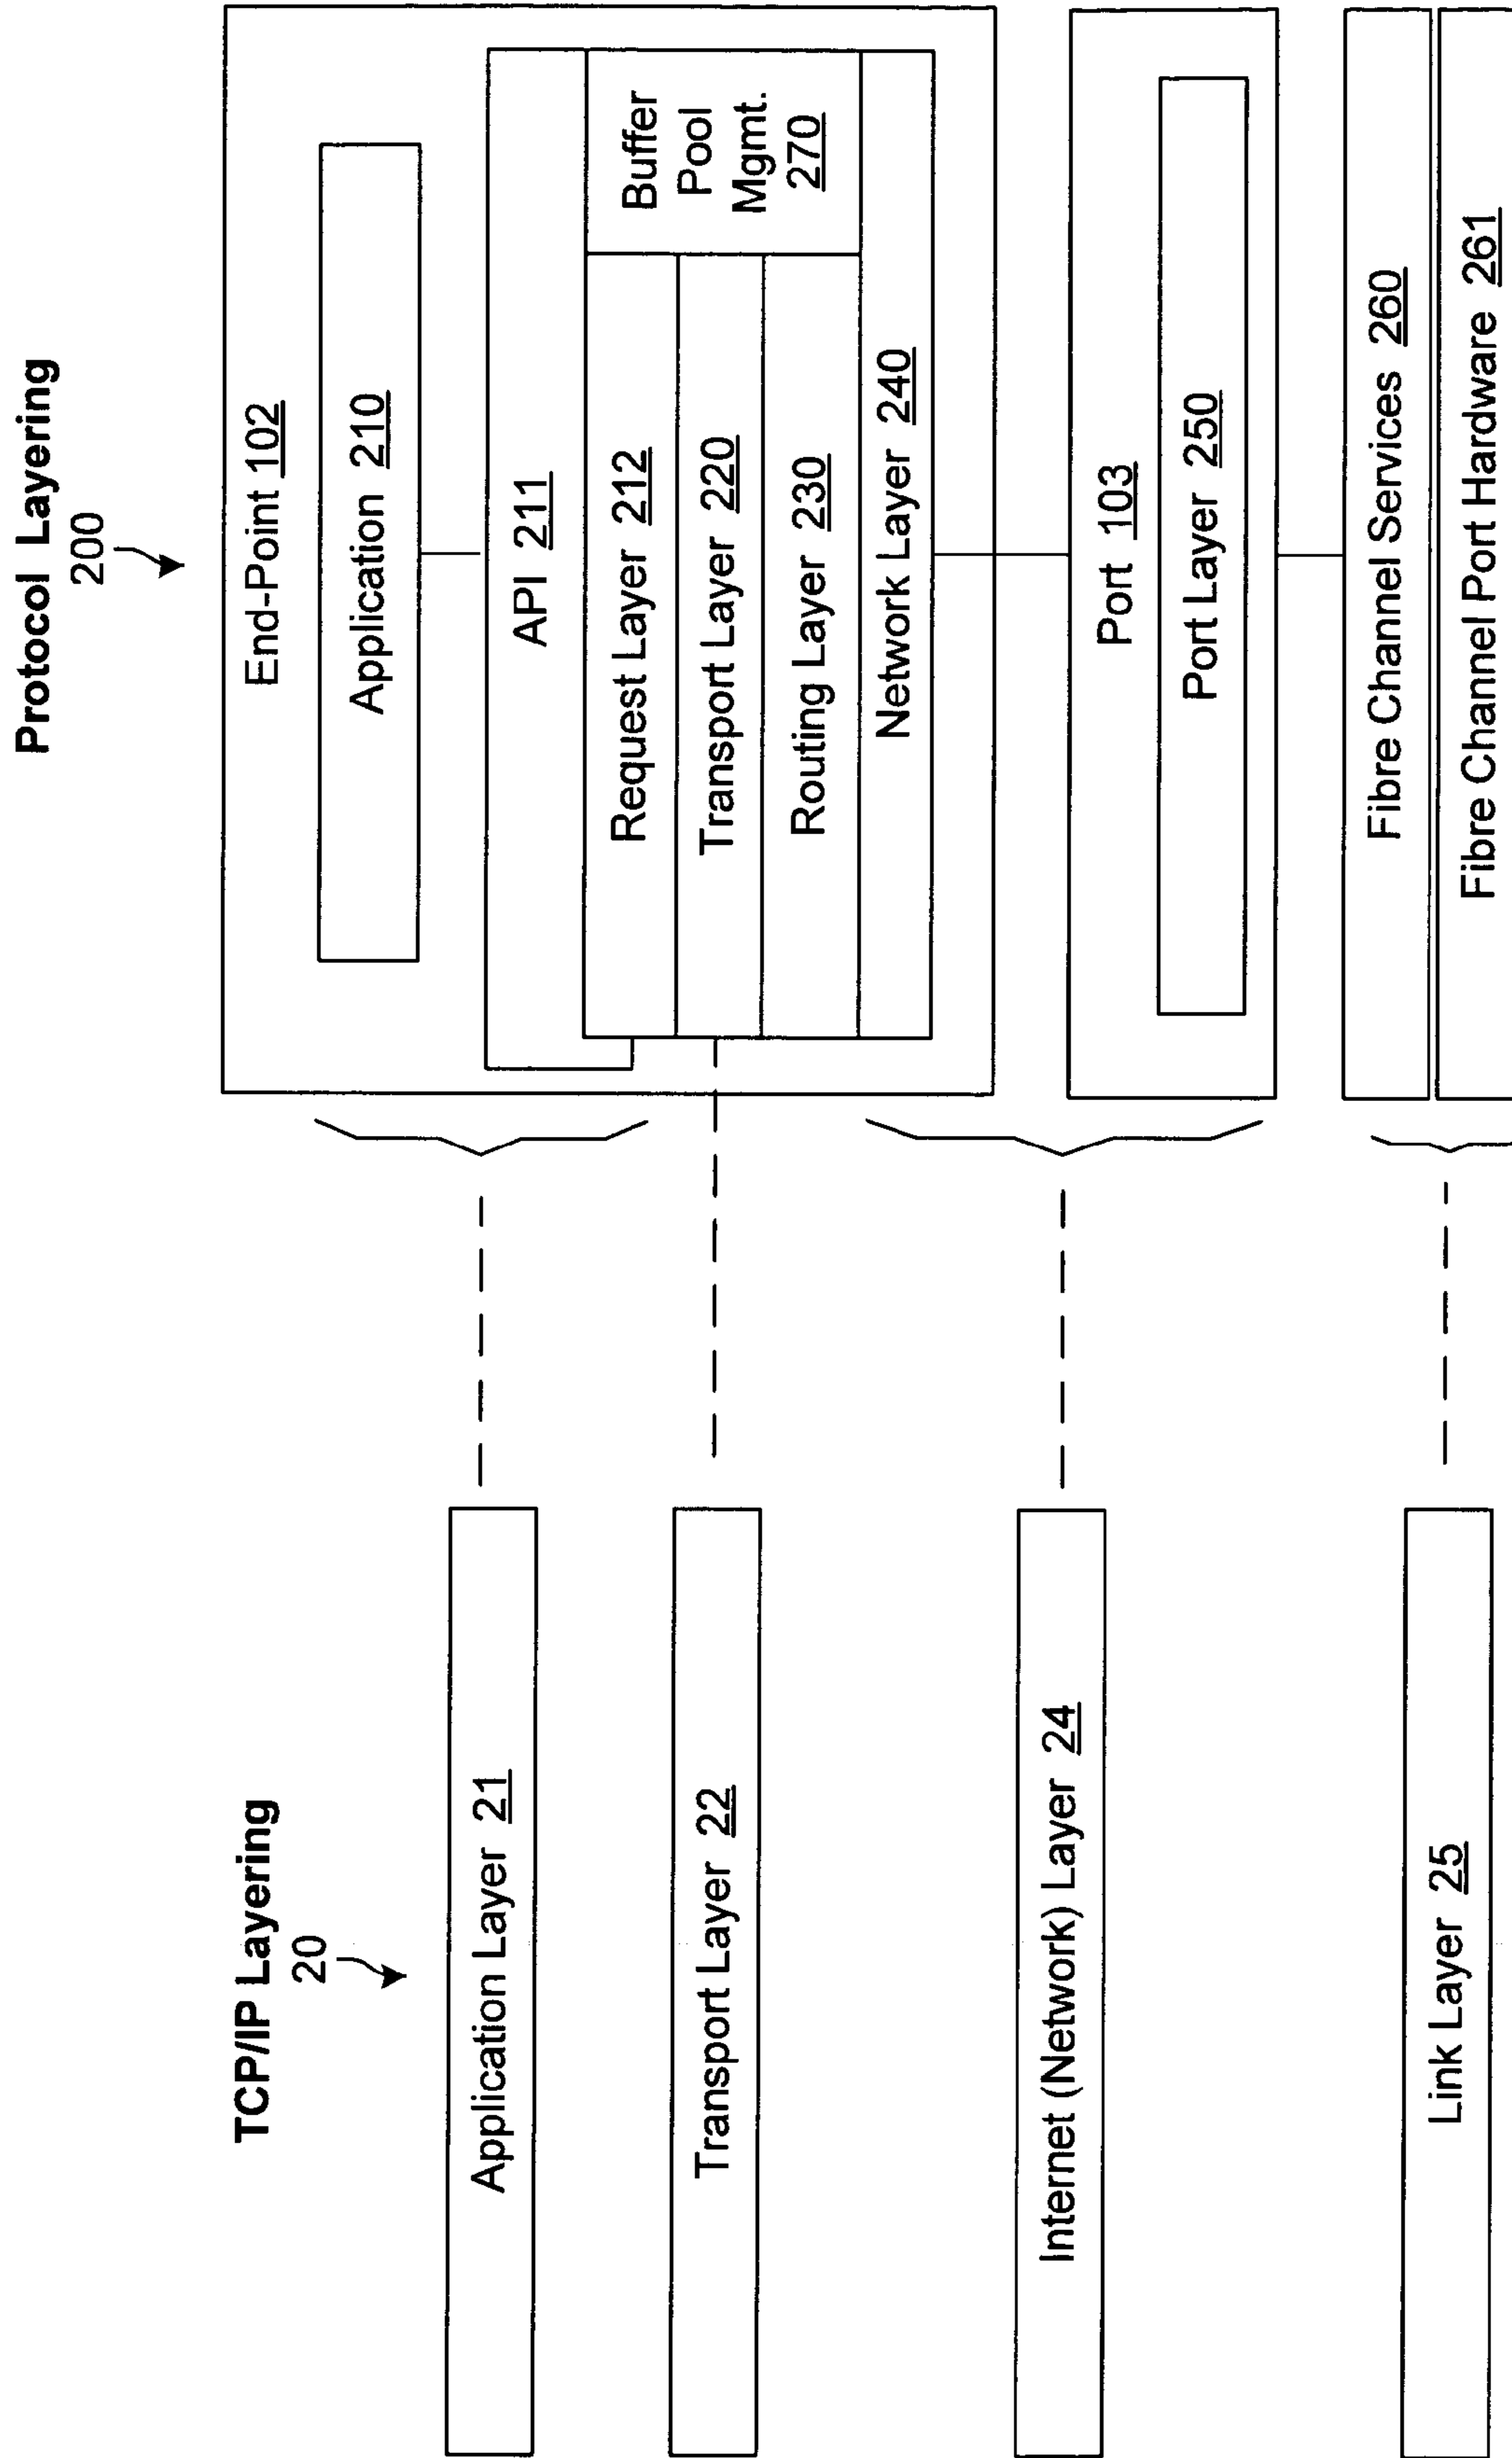 TCP/IP Layering
20
Application Layer 21
Transport Layer 22
Internet (Network) Layer 24
Link Layer 25
Protocol Layering
200
End-Point 102
Application 210
API 211
Request Layer 212
Transport Layer 220
Routing Layer 230
Buffer
Pool
Mgmt.
270
Network Layer 240
Port 103
Port Layer 250
Fibre Channel Services 260
Fibre Channel Port Hardware 261